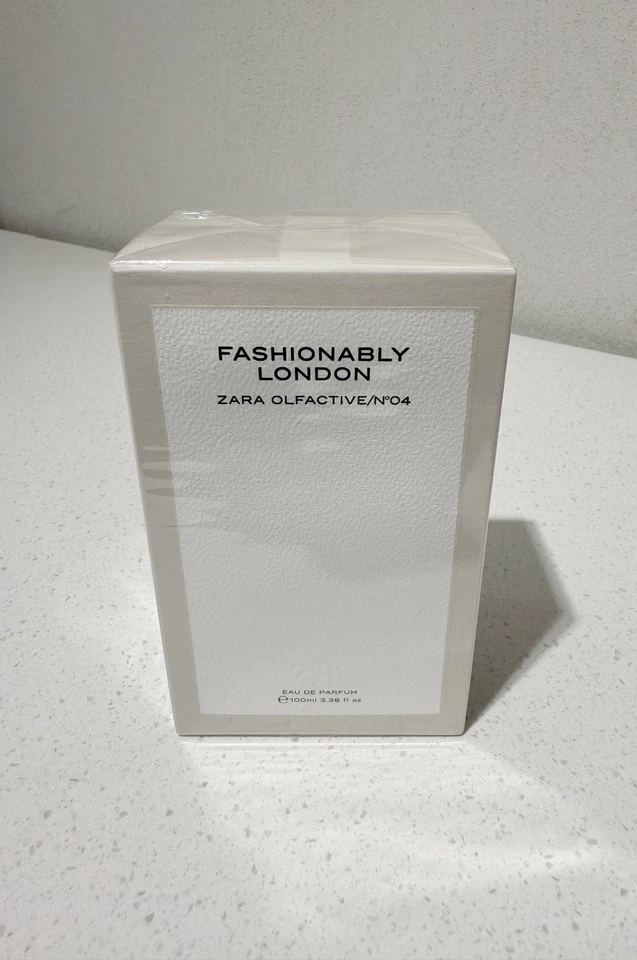 FASHIONABLY
LONDON
ZARA OLFACTIVE/Nº04
EAU DE PARFUM
℮100ml 3.38 fl oz